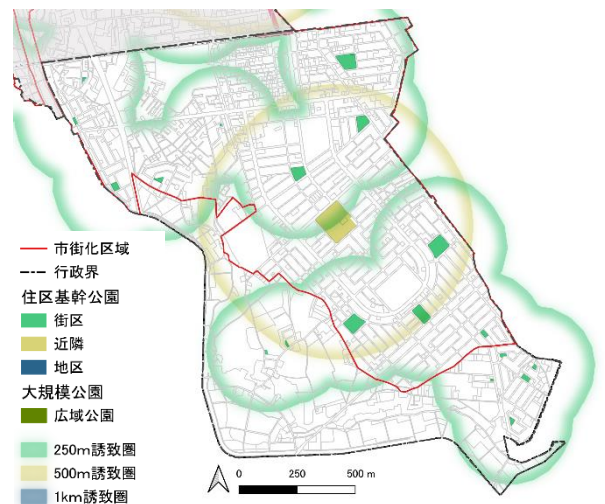 市街化区域
行政界
住区基幹公園
街区
近隣
地区
大規模公園
広域公園
250m誘致圏
500m誘致圏
1km誘致圏
0 250 500 m